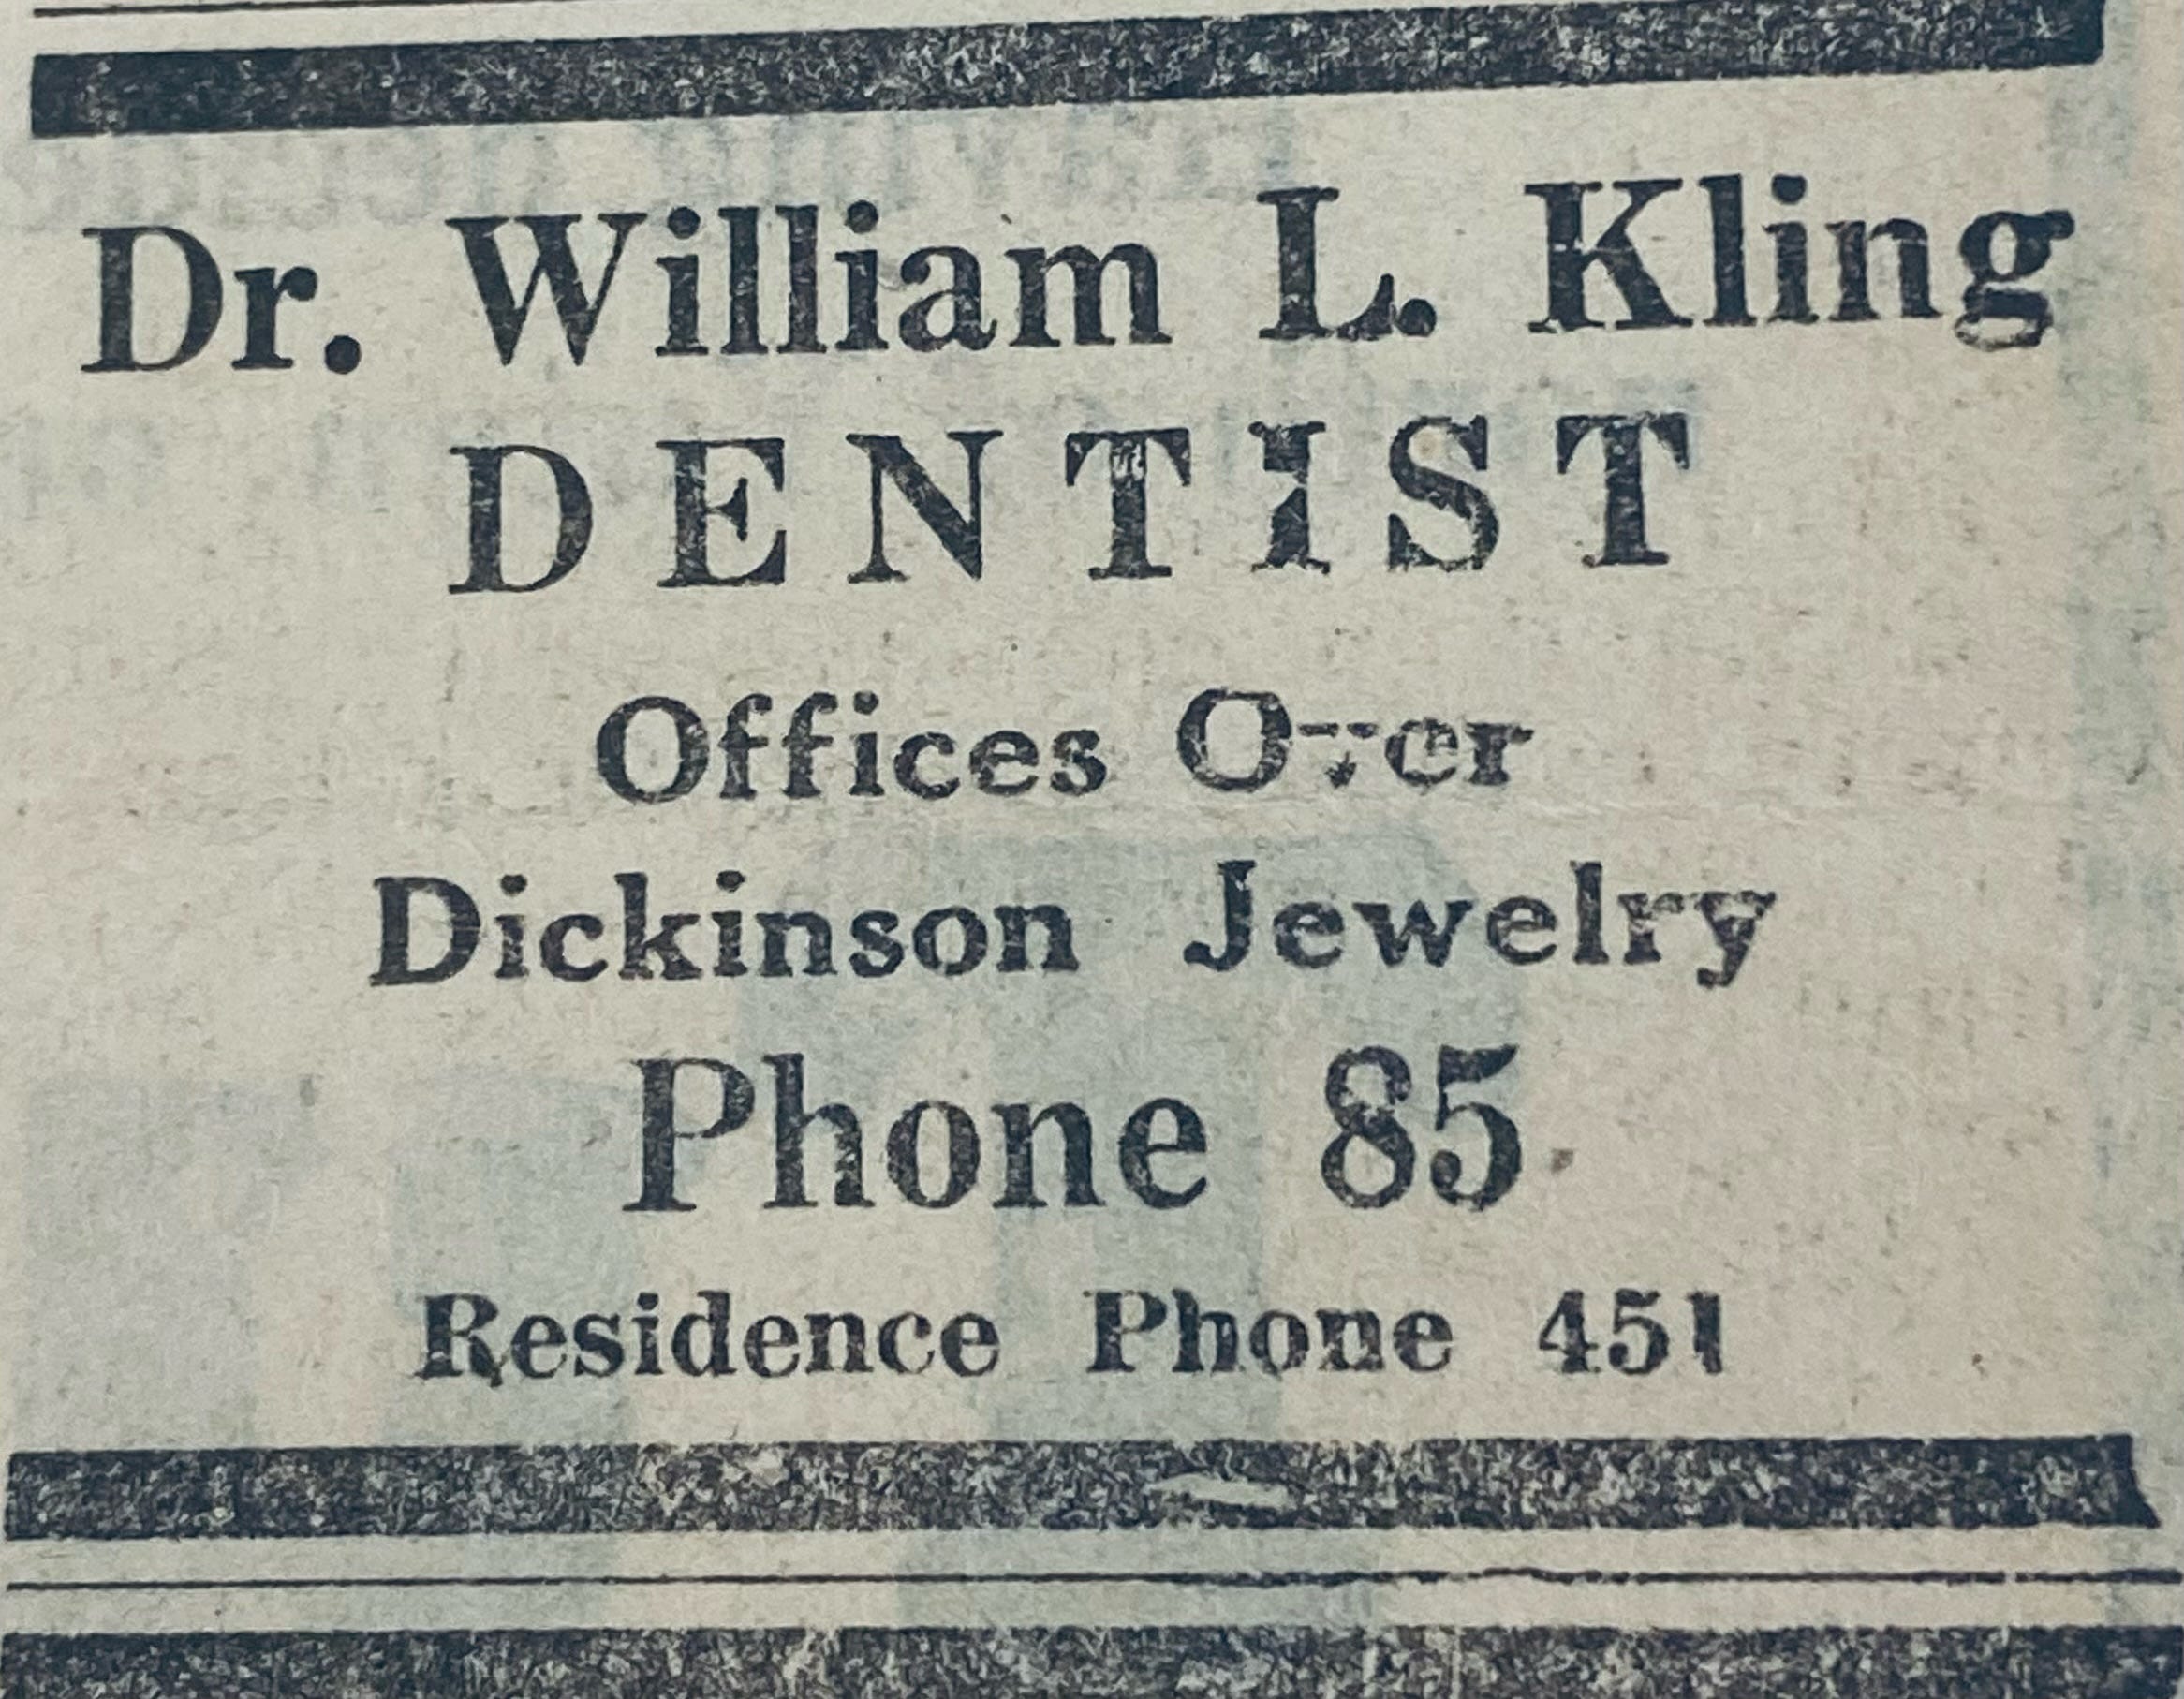 Dr. William L. Kling
DENTIST
Offices Over
Dickinson Jewelry
Phone 85
Residence Phone 451